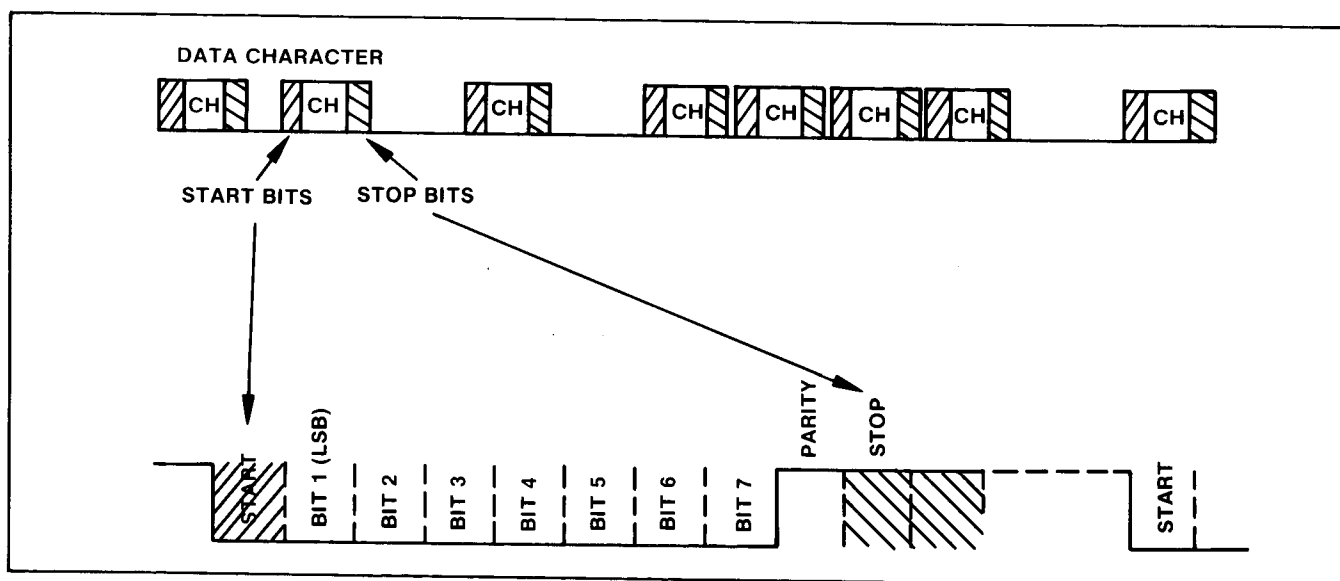 DATA CHARACTER
CH CH CH CH CH CH CH CH
START BITS STOP BITS
START
BIT 1 (LSB)
BIT 2
BIT 3
BIT 4
BIT 5
BIT 6
BIT 7
PARITY
STOP
START